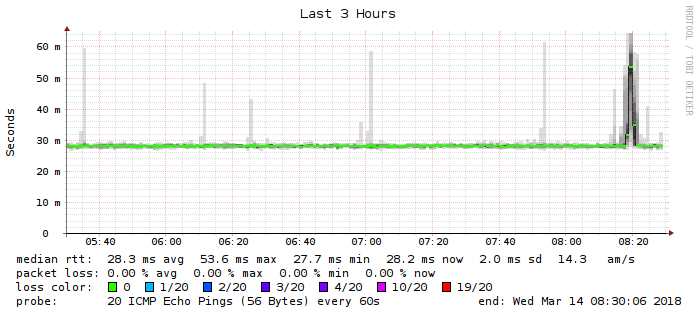 Last 3 Hours
RRDTOOL / TOBI OETIKER
Seconds
60 m
50 m
40 m
30 m
20 m
10 m
0
05:40 06:00 06:20 06:40 07:00 07:20 07:40 08:00 08:20
median rtt: 28.3 ms avg 53.6 ms max 27.7 ms min 28.2 ms now 2.0 ms sd 14.3 am/s
packet loss: 0.00 % avg 0.00 % max 0.00 % min 0.00 % now
loss color: 0 1/20 2/20 3/20 4/20 10/20 19/20
probe: 20 ICMP Echo Pings (56 Bytes) every 60s end: Wed Mar 14 08:30:06 2018